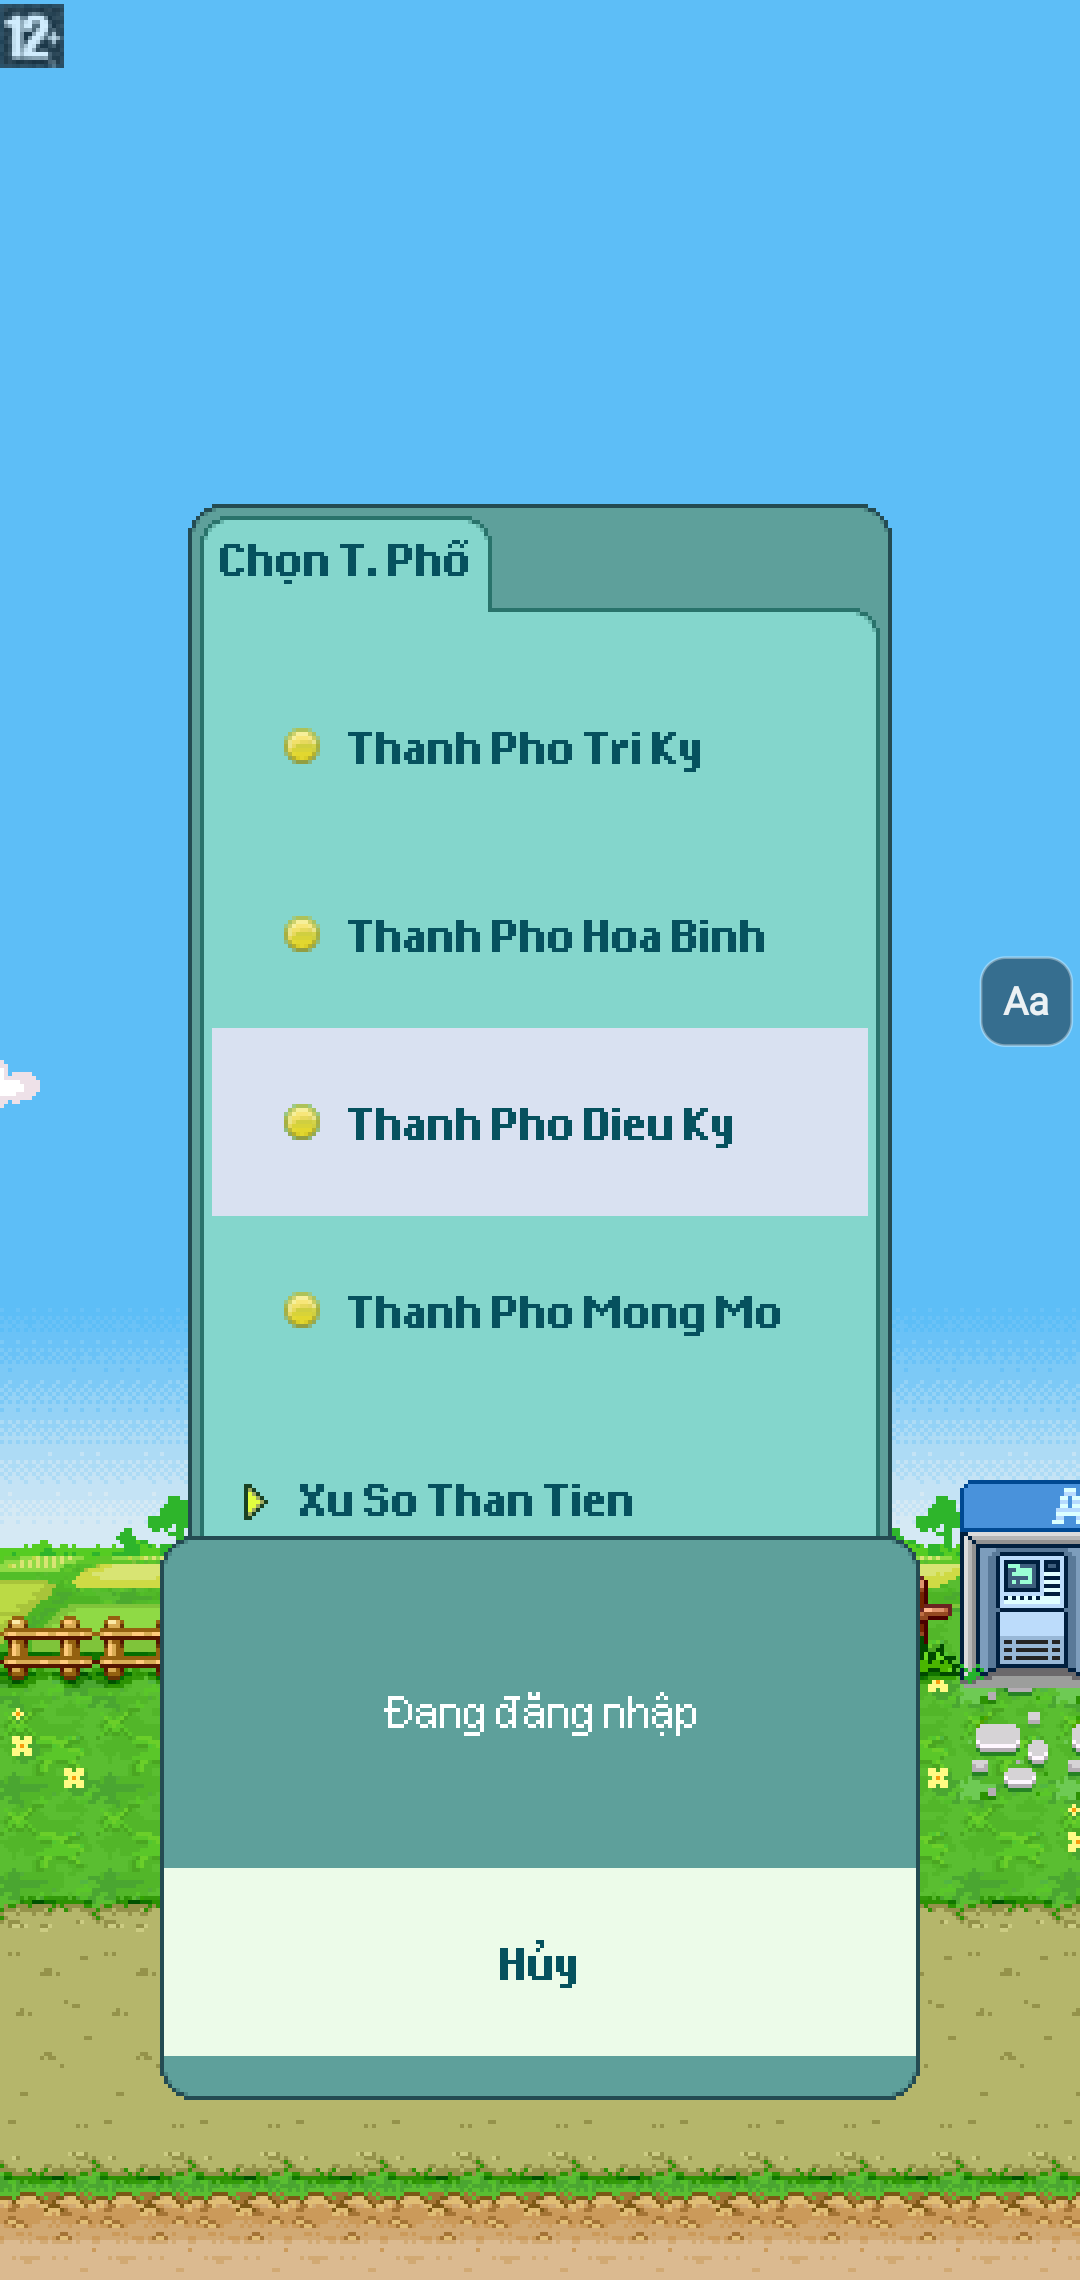 12+
Chọn T. Phố
Thanh Pho Tri Ky
Thanh Pho Hoa Binh
Aa
Thanh Pho Dieu Ky
Thanh Pho Mong Mo
Xu So Than Tien
A
Đang đăng nhập
Hủy